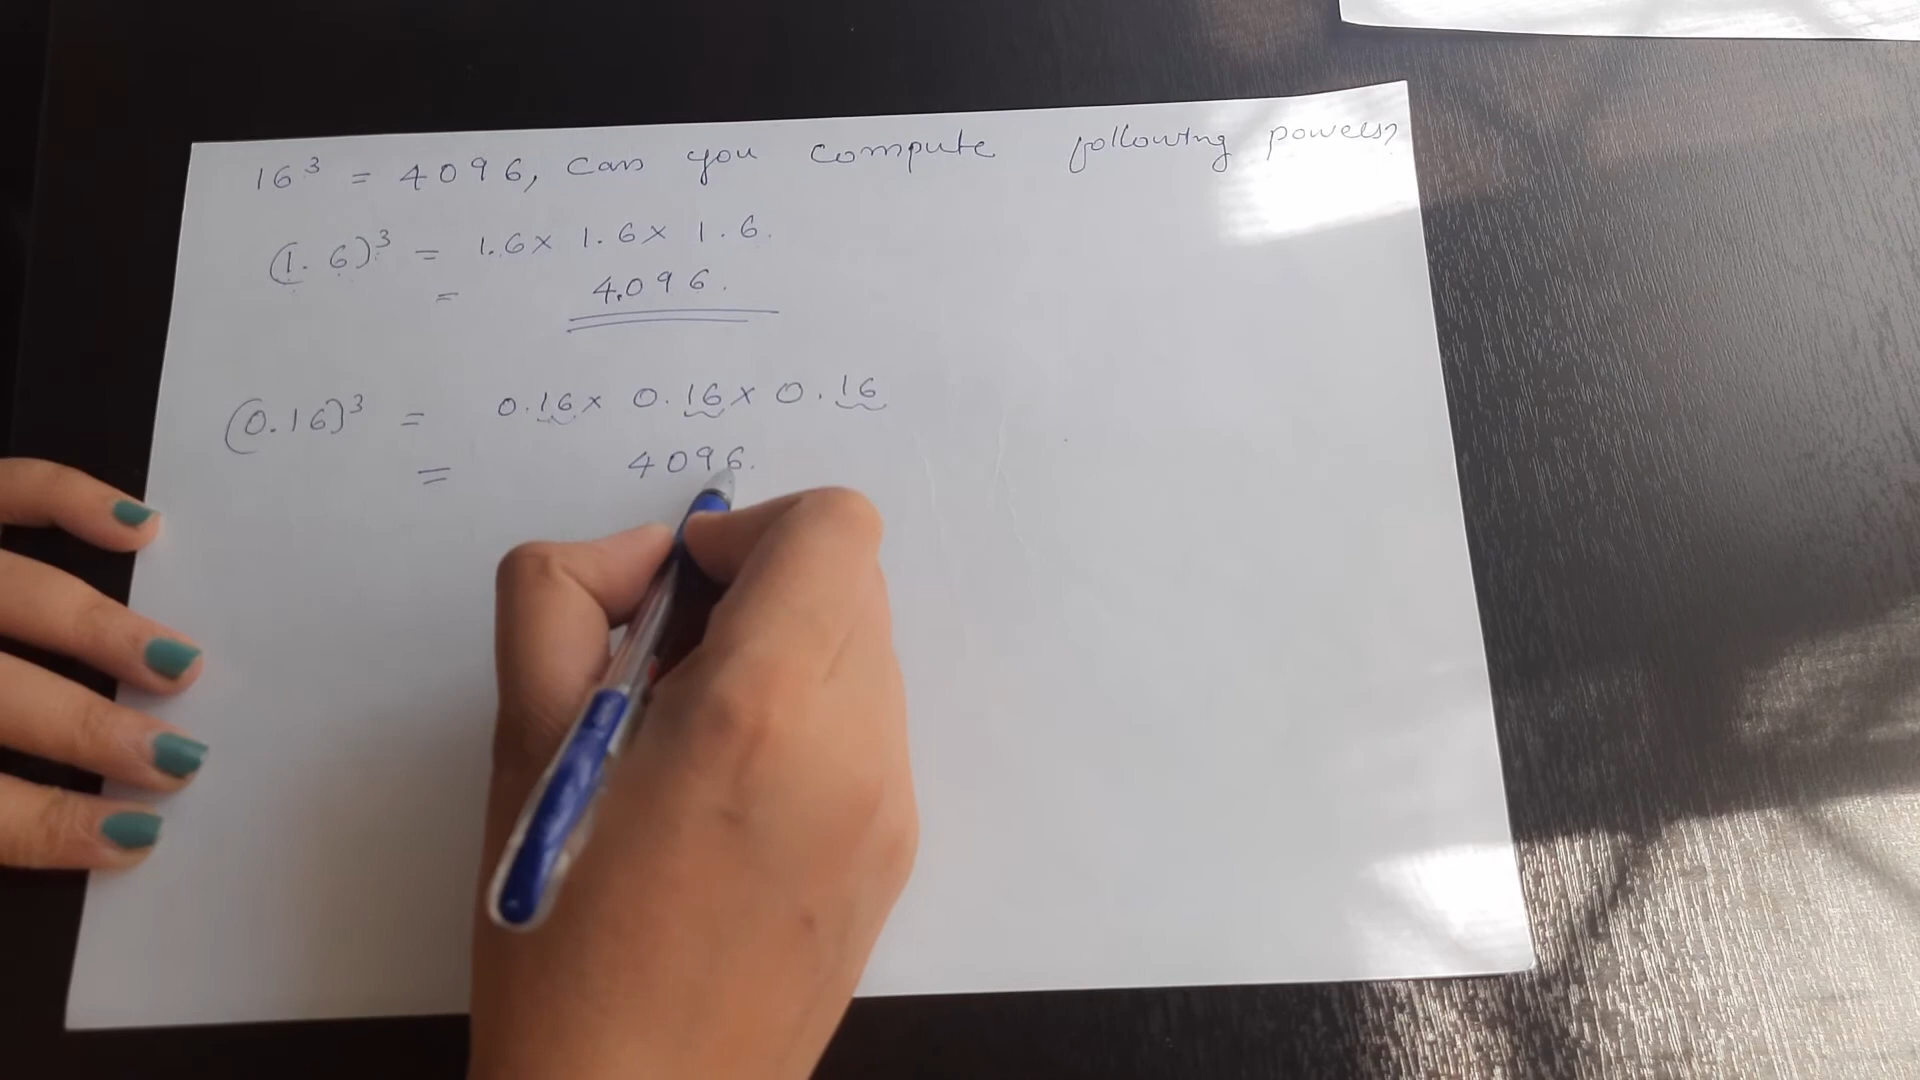 16³ = 4096, Can you compute following powers?
(1.6)³ = 1.6 x 1.6 x 1.6.
= 4.096.
(0.16)³ = 0.16 x 0.16 x 0.16
= 4096.